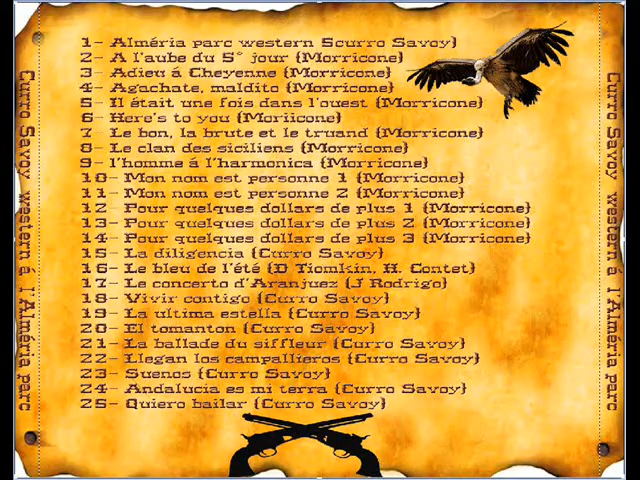 1- Alméria parc western Scurro Savoy)
2- A l'aube du 5° jour (Morricone)
3- Adieu á Cheyenne (Morricone)
4- Agachate, maldito (Morricone)
5- Il était une fois dans l'ouest (Morricone)
6- Here's to you (Moriicone)
7- Le bon, la brute et le truand (Morricone)
8- Le clan des siciliens (Morricone)
9- l'homme á l'harmonica (Morricone)
10- Mon nom est personne 1 (Morricone)
11- Mon nom est personne 2 (Morricone)
12- Pour quelques dollars de plus 1 (Morricone)
13- Pour quelques dollars de plus 2 (Morricone)
14- Pour quelques dollars de plus 3 (Morricone)
15- La diligencia (Curro Savoy)
16- Le bleu de l'été (D Tiomkin, H. Contet)
17- Le concerto d'Aranjuez (J Rodrigo)
18- Vivir contigo (Curro Savoy)
19- La ultima estella (Curro Savoy)
20- El tomanton (Curro Savoy)
21- La ballade du siffleur (Curro Savoy)
22- Llegan los campallieros (Curro Savoy)
23- Suenos (Curro Savoy)
24- Andalucia es mi terra (Curro Savoy)
25- Quiero bailar (Curro Savoy)
Curro Savoy western á l'Alméria parc
Curro Savoy western á l'Alméria parc